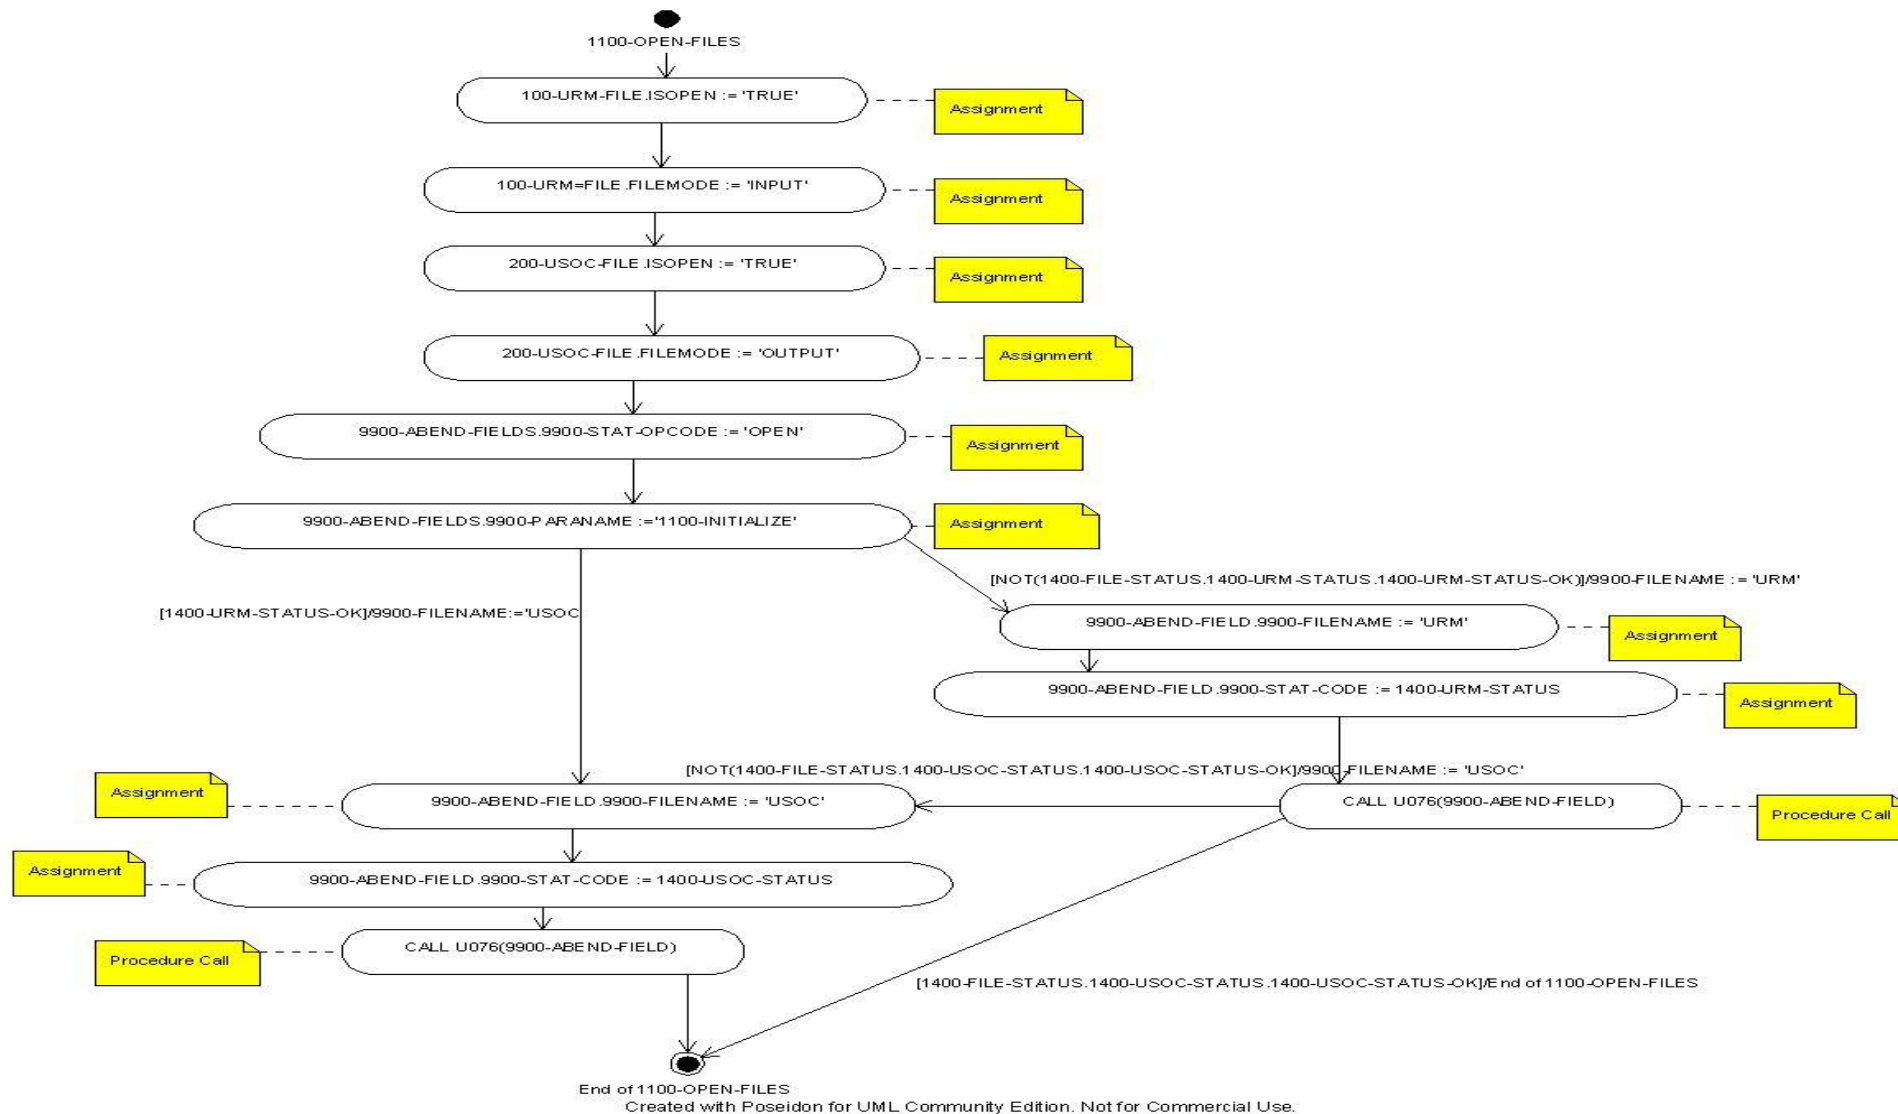 1100-OPEN-FILES
100-URM-FILE.ISOPEN := 'TRUE'
Assignment
100-URM=FILE.FILEMODE := 'INPUT'
Assignment
200-USOC-FILE.ISOPEN := 'TRUE'
Assignment
200-USOC-FILE.FILEMODE := 'OUTPUT'
Assignment
9900-ABEND-FIELDS.9900-STAT-OPCODE := 'OPEN'
Assignment
9900-ABEND-FIELDS.9900-PARANAME :='1100-INITIALIZE'
Assignment
[NOT(1400-FILE-STATUS.1400-URM-STATUS.1400-URM-STATUS-OK)]/9900-FILENAME := 'URM'
[1400-URM-STATUS-OK]/9900-FILENAME:='USOC
9900-ABEND-FIELD.9900-FILENAME := 'URM'
Assignment
9900-ABEND-FIELD.9900-STAT-CODE := 1400-URM-STATUS
Assignment
[NOT(1400-FILE-STATUS.1400-USOC-STATUS.1400-USOC-STATUS-OK]/9900-FILENAME := 'USOC'
Assignment
9900-ABEND-FIELD.9900-FILENAME := 'USOC'
CALL U076(9900-ABEND-FIELD)
Procedure Call
Assignment
9900-ABEND-FIELD.9900-STAT-CODE := 1400-USOC-STATUS
Procedure Call
CALL U076(9900-ABEND-FIELD)
[1400-FILE-STATUS.1400-USOC-STATUS.1400-USOC-STATUS-OK]/End of 1100-OPEN-FILES
End of 1100-OPEN-FILES
Created with Poseidon for UML Community Edition. Not for Commercial Use.